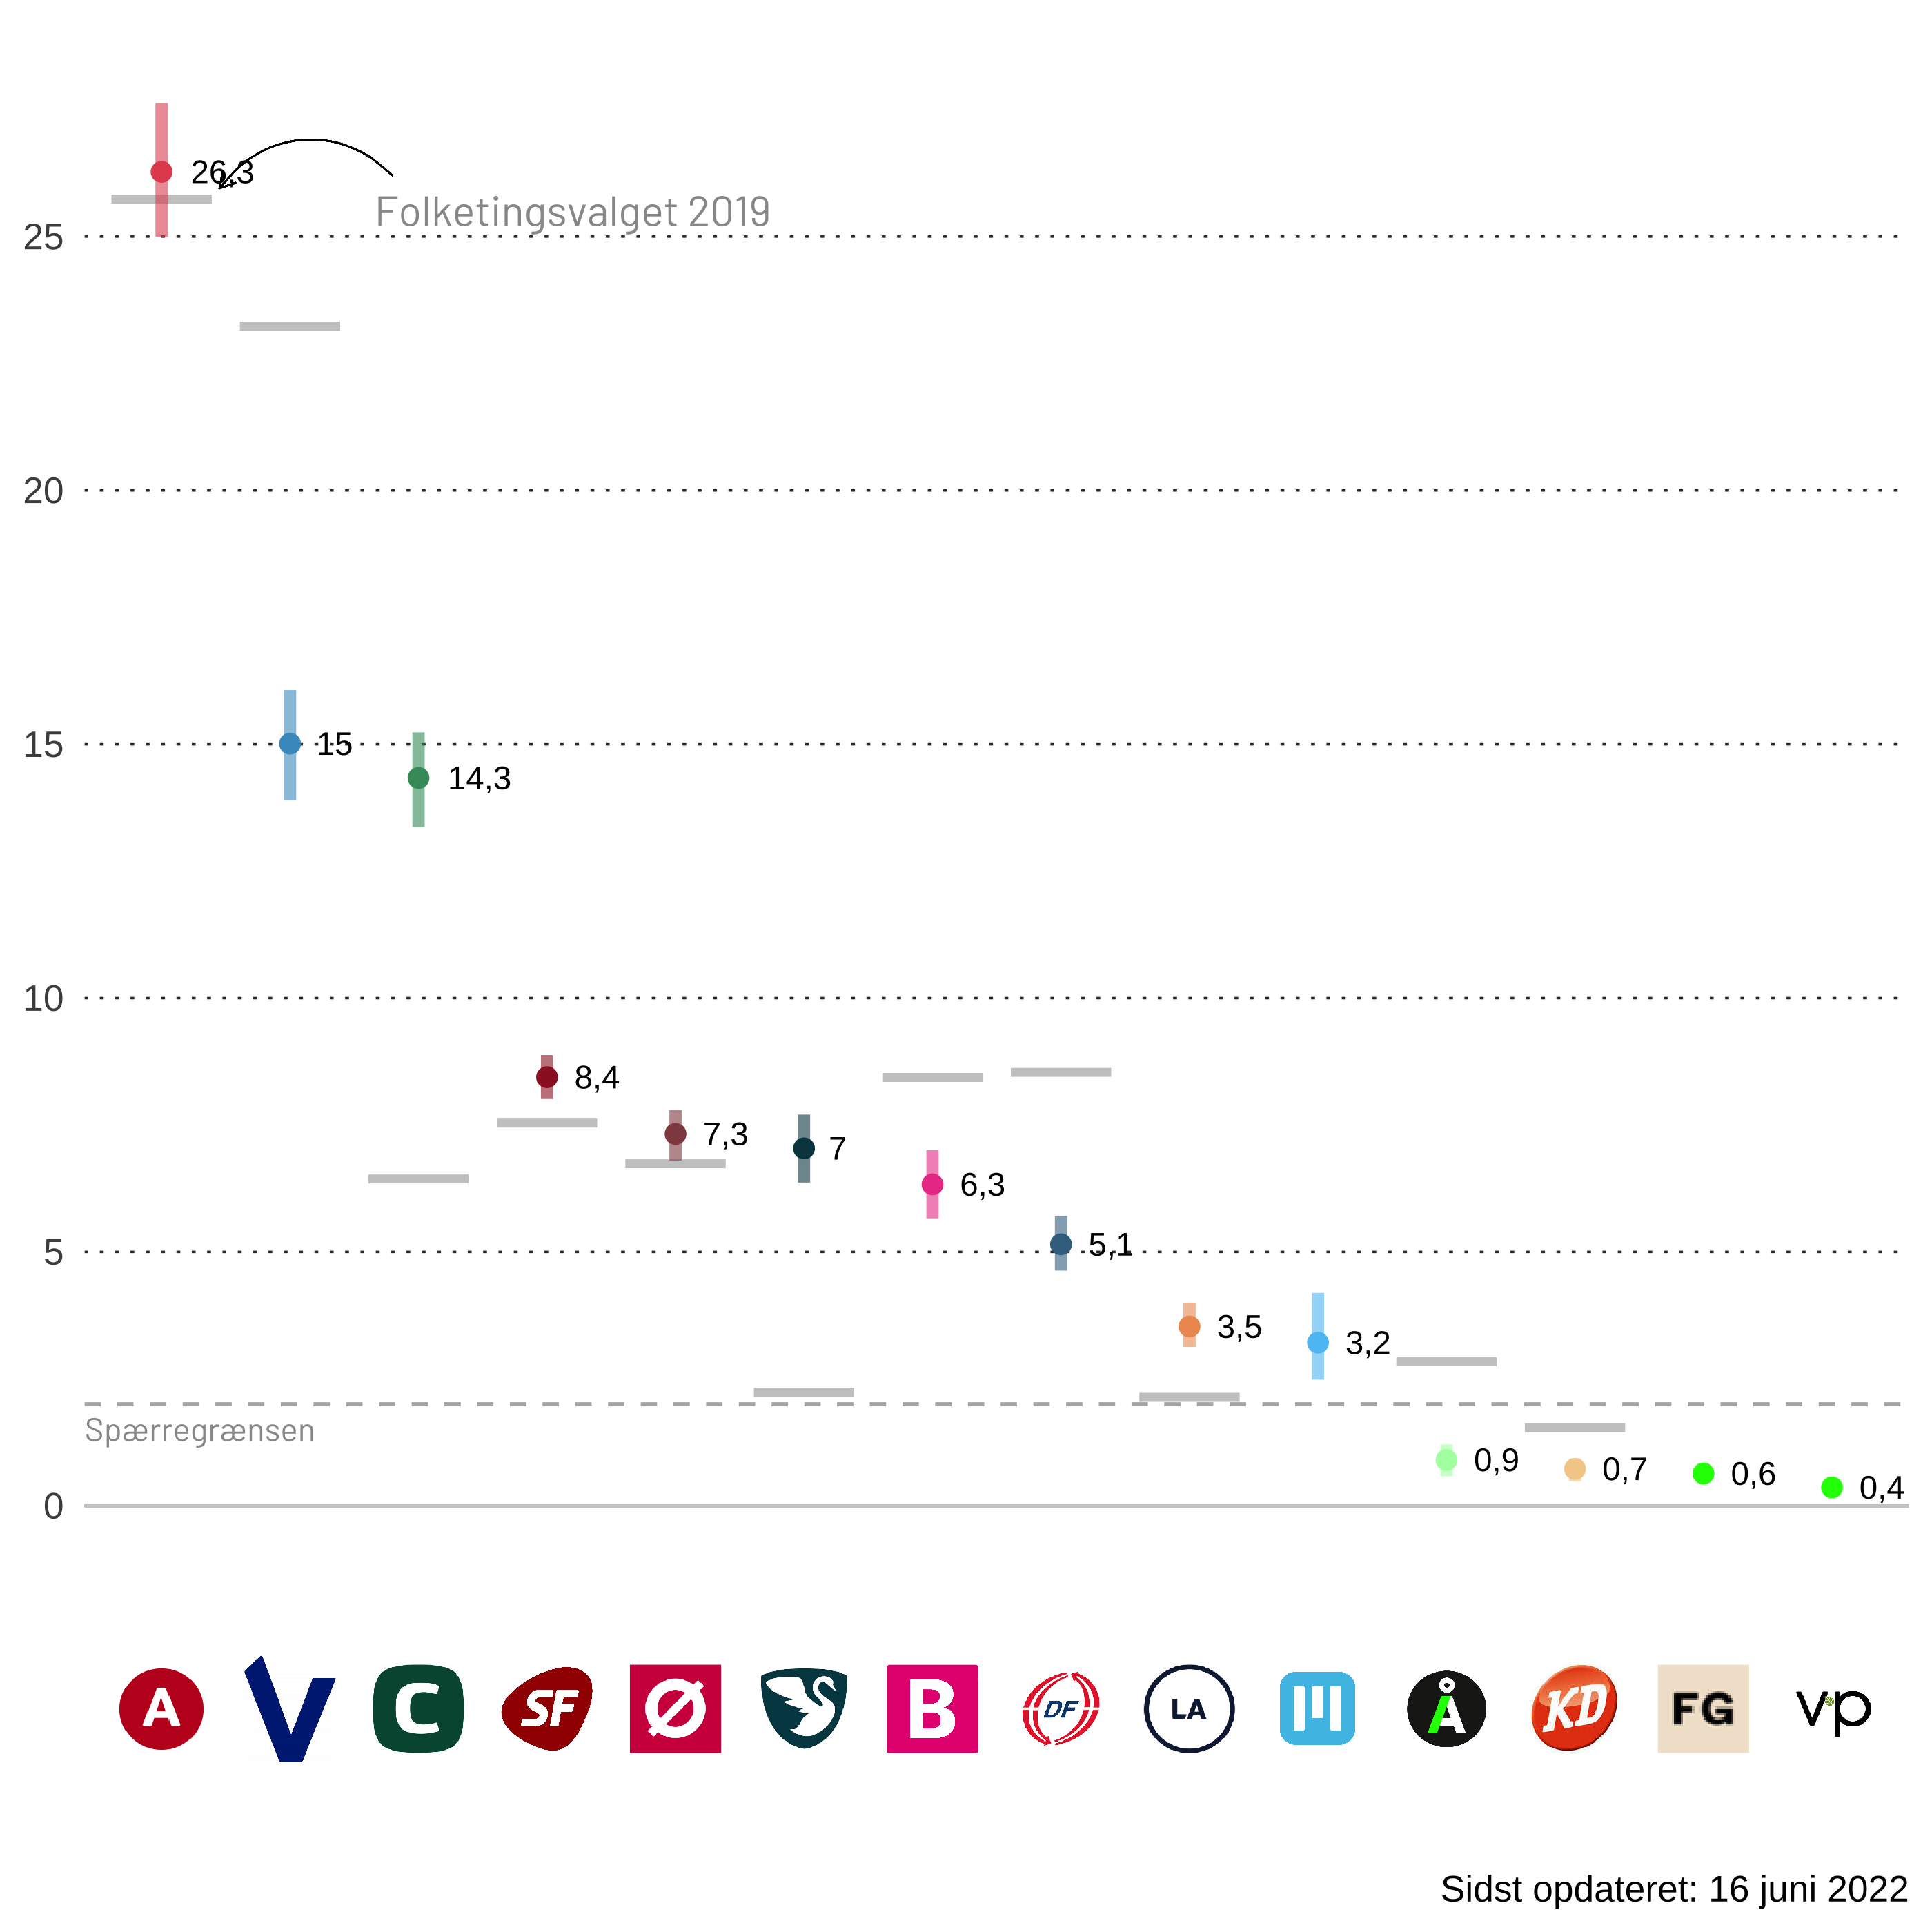 26,3
Folketingsvalget 2019
25
20
15
15
14,3
10
8,4
7,3
7
6,3
5
5,1
3,5
3,2
Spærregrænsen
0,9
0,7
0,6
0,4
0
A
V
C
SF
Ø
B
DF
LA
Å
KD
FG
vp
Sidst opdateret: 16 juni 2022